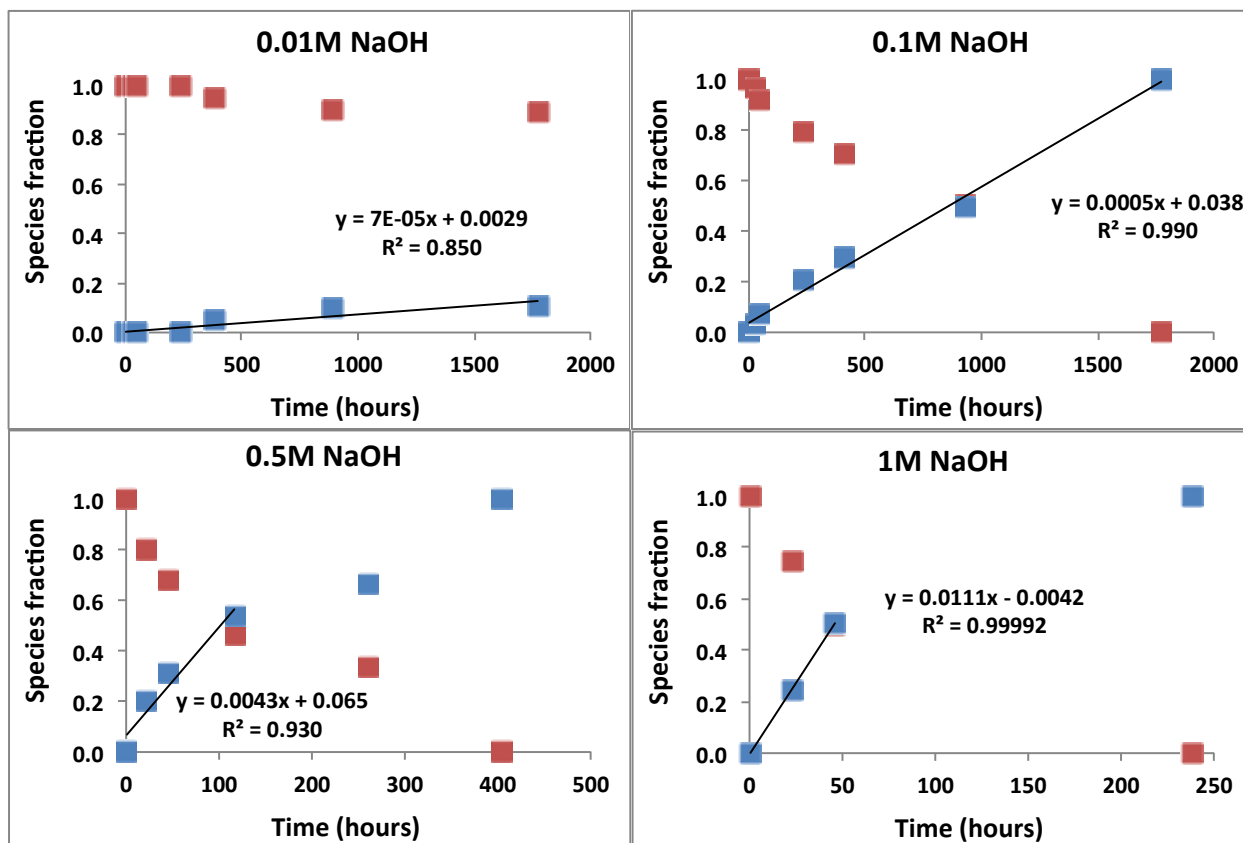 0.01M NaOH
Species fraction
1.0
0.8
0.6
0.4
0.2
0.0
y = 7E-05x + 0.0029
R² = 0.850
0 500 1000 1500 2000
Time (hours)
0.1M NaOH
Species fraction
1.0
0.8
0.6
0.4
0.2
0.0
y = 0.0005x + 0.038
R² = 0.990
0 500 1000 1500 2000
Time (hours)
0.5M NaOH
Species fraction
1.0
0.8
0.6
0.4
0.2
0.0
y = 0.0043x + 0.065
R² = 0.930
0 100 200 300 400 500
Time (hours)
1M NaOH
Species fraction
1.0
0.8
0.6
0.4
0.2
0.0
y = 0.0111x - 0.0042
R² = 0.99992
0 50 100 150 200 250
Time (hours)